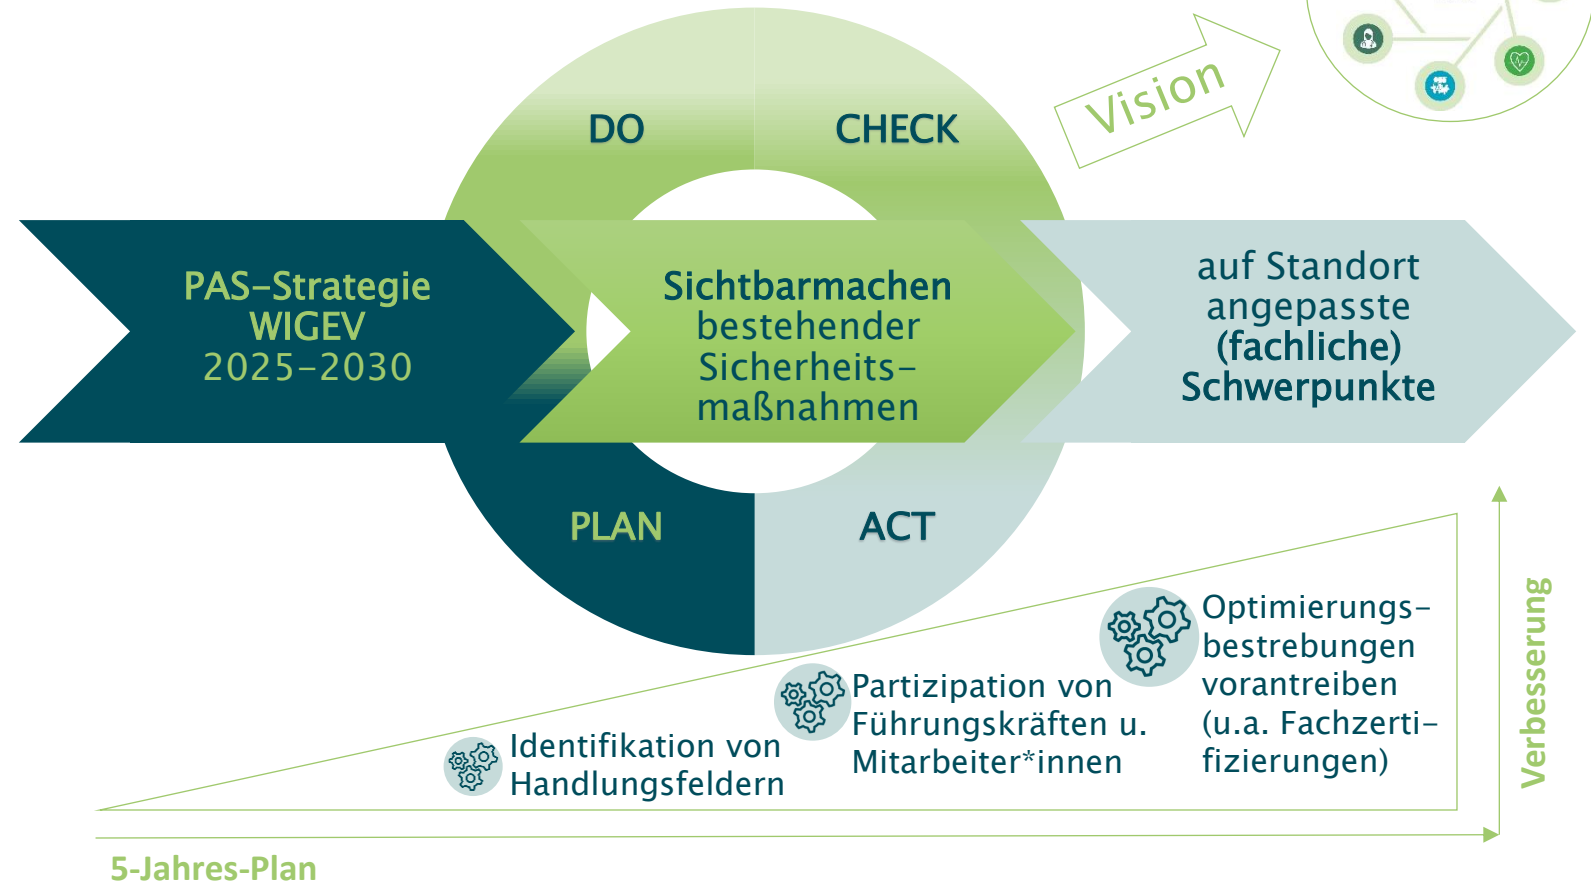 DO
CHECK
Vision
PAS-Strategie
WIGEV
2025-2030
Sichtbarmachen
bestehender
Sicherheits-
maßnahmen
auf Standort
angepasste
(fachliche)
Schwerpunkte
PLAN
ACT
Identifikation von
Handlungsfeldern
Partizipation von
Führungskräften u.
Mitarbeiter*innen
Optimierungs-
bestrebungen
vorantreiben
(u.a. Fachzerti-
fizierungen)
Verbesserung
5-Jahres-Plan